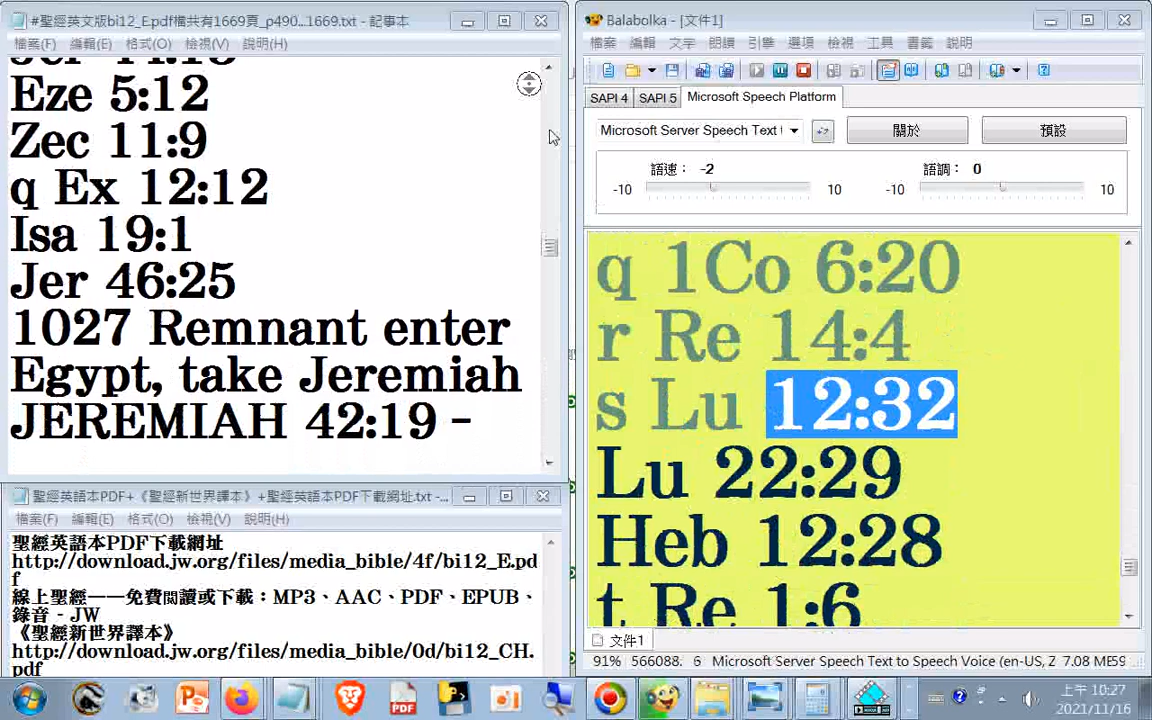 #聖經英文版bi12_E.pdf檔共有1669頁_p490...1669.txt - 記事本
檔案(F) 編輯(E) 格式(O) 檢視(V) 說明(H)
Eze 5:12
Zec 11:9
q Ex 12:12
Isa 19:1
Jer 46:25
1027 Remnant enter
Egypt, take Jeremiah
JEREMIAH 42:19 -
聖經英語本PDF+《聖經新世界譯本》+聖經英語本PDF下載網址.txt - ...
檔案(F) 編輯(E) 格式(O) 檢視(V) 說明(H)
聖經英語本PDF下載網址
http://download.jw.org/files/media_bible/4f/bi12_E.pd
f
線上聖經——免費閱讀或下載：MP3、AAC、PDF、EPUB、
錄音 - JW
《聖經新世界譯本》
http://download.jw.org/files/media_bible/0d/bi12_CH.
pdf
Balabolka - [文件1]
檔案 編輯 文字 朗讀 引擎 選項 檢視 工具 書籤 說明
SAPI 4 SAPI 5 Microsoft Speech Platform
Microsoft Server Speech Text 關於 預設
語速： -2 語調： 0
-10 10 -10 10
q 1Co 6:20
r Re 14:4
s Lu 12:32
Lu 22:29
Heb 12:28
t Re 1:6
文件1
91% 566088. 6 Microsoft Server Speech Text to Speech Voice (en-US, Z 7.08 ME59
上午 10:27
2021/11/16